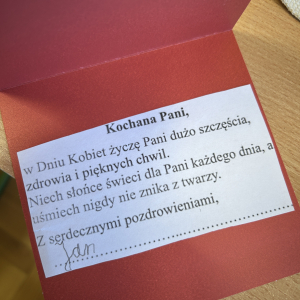 Kochana Pani,
w Dniu Kobiet życzę Pani dużo szczęścia,
zdrowia i pięknych chwil.
Niech słońce świeci dla Pani każdego dnia, a
uśmiech nigdy nie znika z twarzy.
Z serdecznymi pozdrowieniami,
Jan